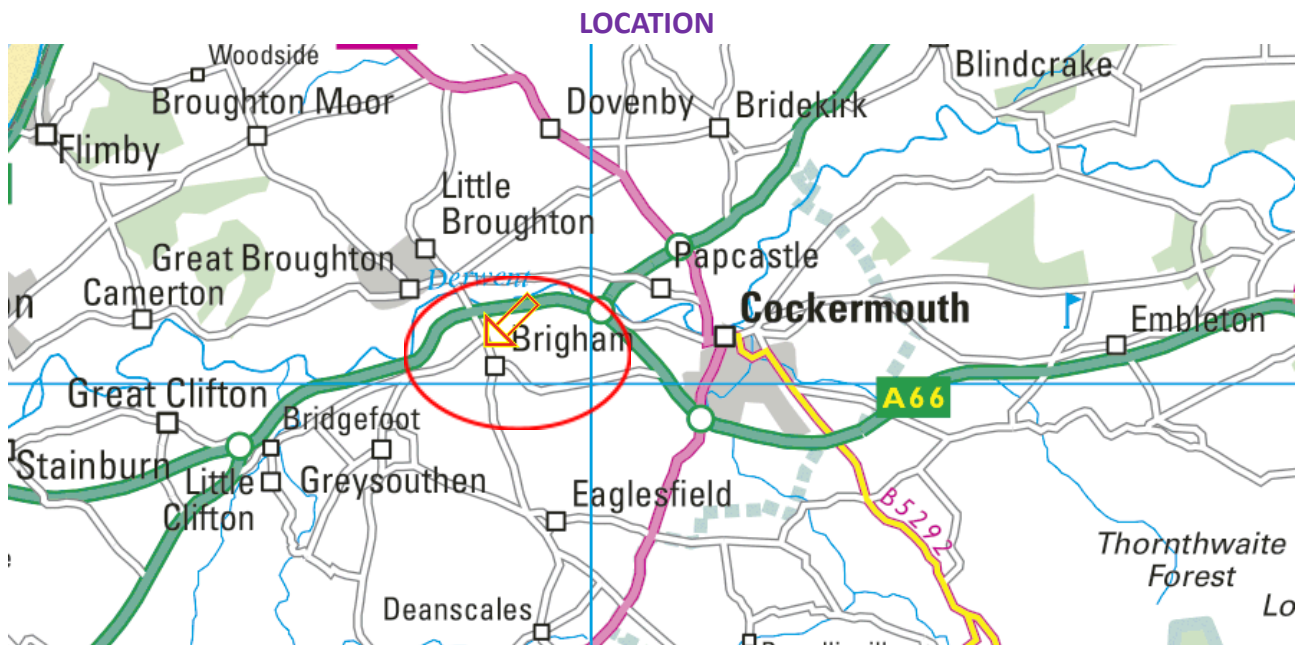 LOCATION
Woodside
Blindcrake
Broughton Moor
Dovenby
Bridekirk
Flimby
Little
Broughton
Papcastle
Great Broughton
Derwent
Camerton
Cockermouth
Embleton
Brigham
A66
Great Clifton
Bridgefoot
Stainburn
Little
Clifton
Greysouthen
Eaglesfield
B5292
Thornthwaite
Forest
Lo
Deanscales